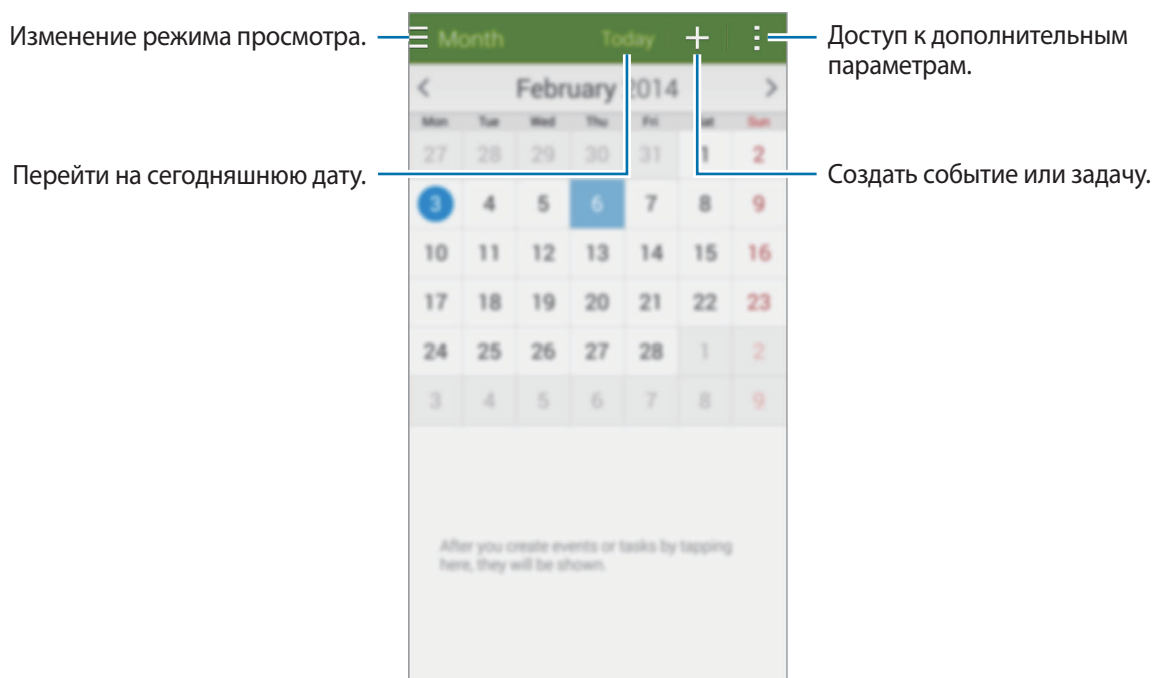 Изменение режима просмотра.
Month Today
Доступ к дополнительным
параметрам.
February 2014
Mon Tue Wed Thu Fri Sat Sun
27 28 29 30 31 1 2
Перейти на сегодняшнюю дату.
Создать событие или задачу.
3 4 5 6 7 8 9
10 11 12 13 14 15 16
17 18 19 20 21 22 23
24 25 26 27 28 1 2
3 4 5 6 7 8 9
After you create events or tasks by tapping
here, they will be shown.